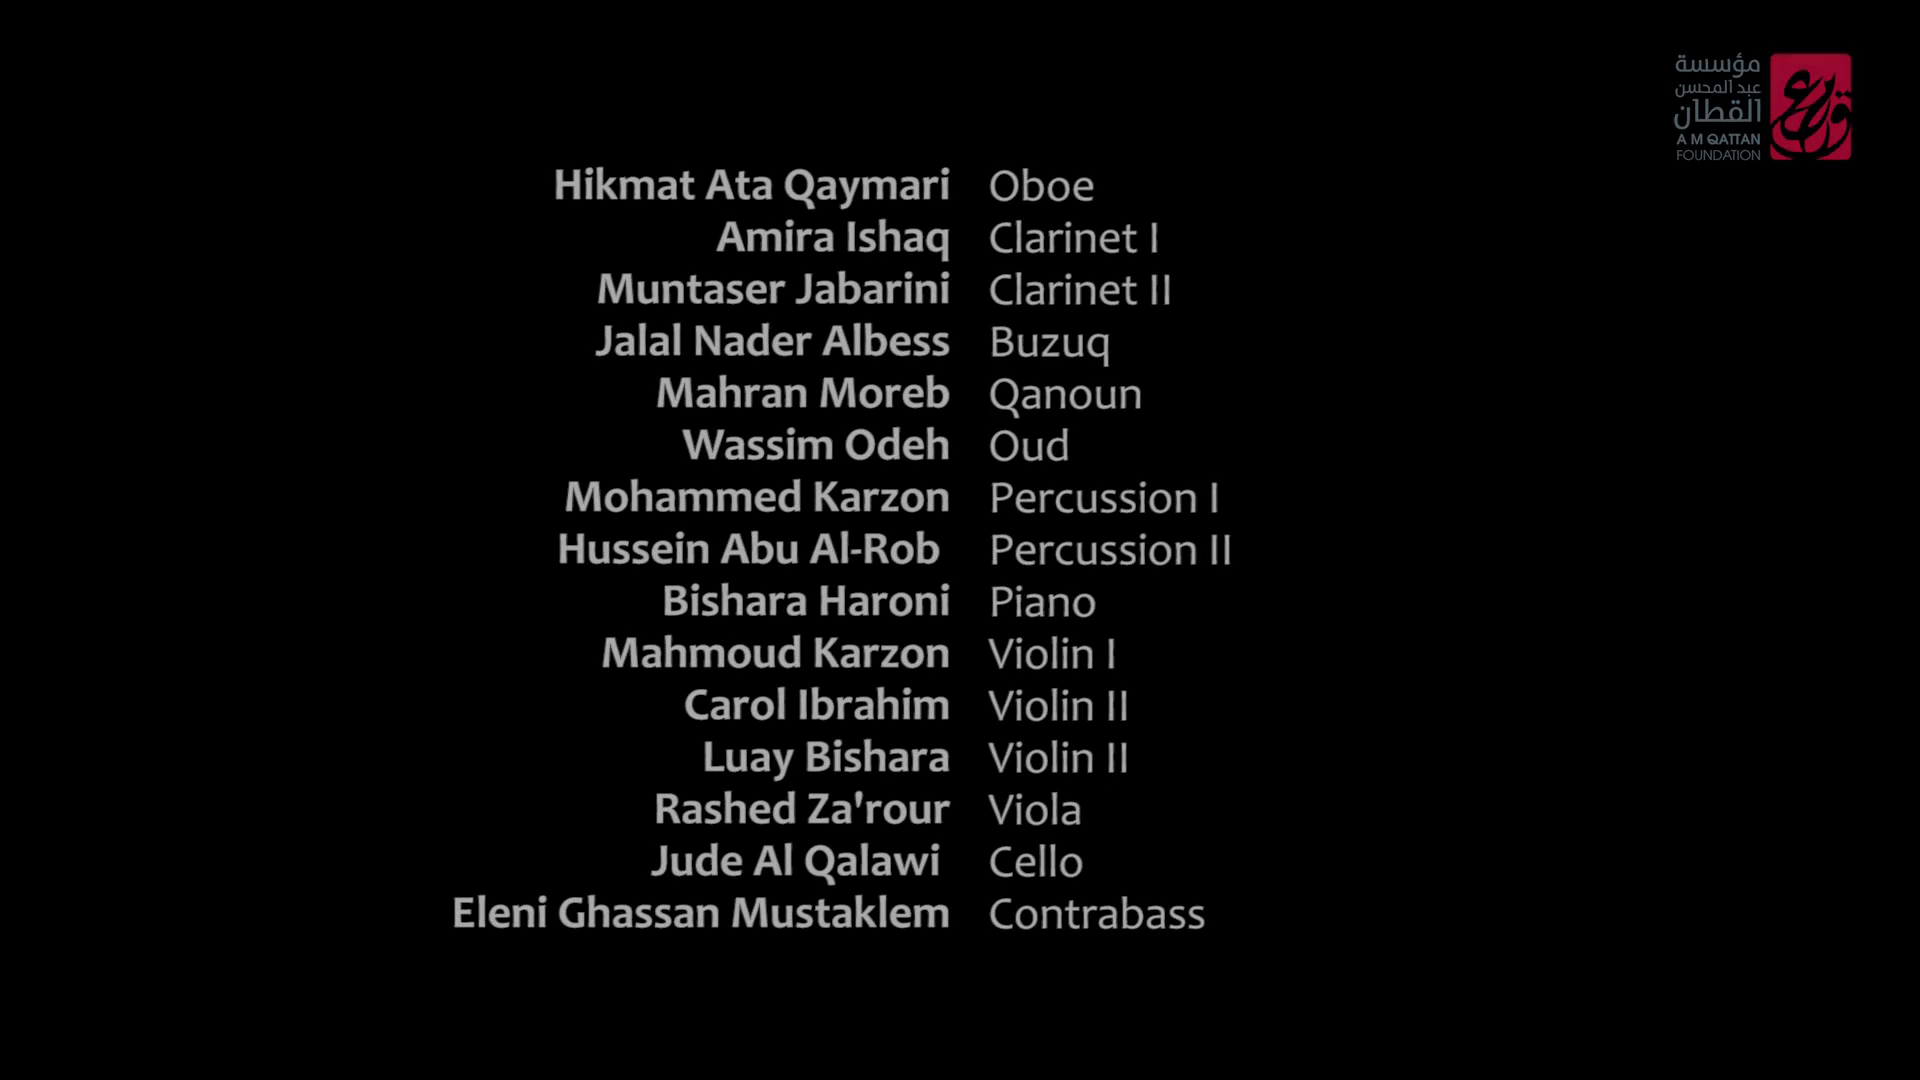 مؤسسة
عبد المحسن
القطان
A M QATTAN
FOUNDATION
Hikmat Ata Qaymari Oboe
Amira Ishaq Clarinet I
Muntaser Jabarini Clarinet II
Jalal Nader Albess Buzuq
Mahran Moreb Qanoun
Wassim Odeh Oud
Mohammed Karzon Percussion I
Hussein Abu Al-Rob Percussion II
Bishara Haroni Piano
Mahmoud Karzon Violin I
Carol Ibrahim Violin II
Luay Bishara Violin II
Rashed Za'rour Viola
Jude Al Qalawi Cello
Eleni Ghassan Mustaklem Contrabass